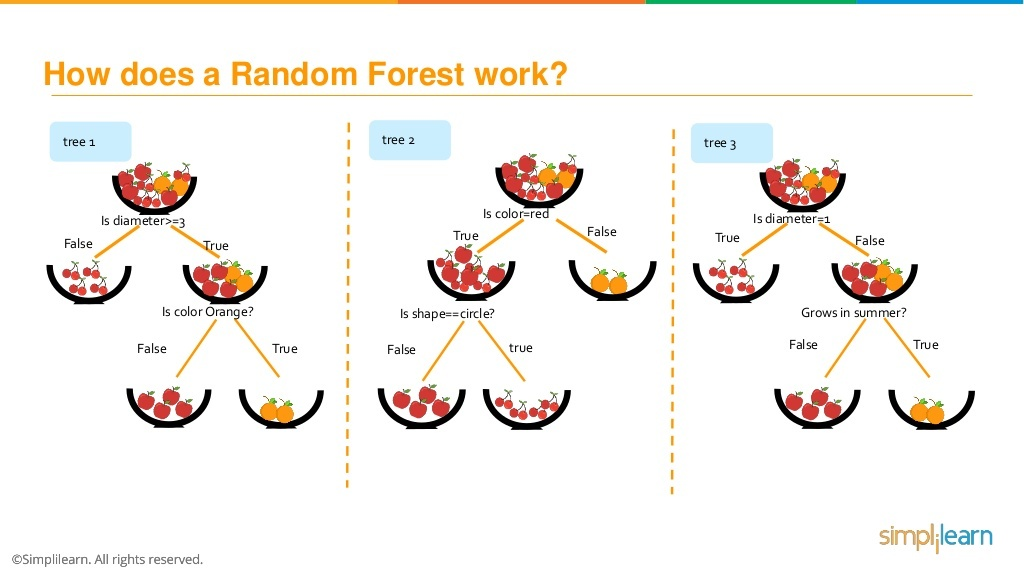 How does a Random Forest work?
tree 1
Is diameter>=3
False
True
Is color Orange?
False
True
tree 2
Is color=red
True
False
Is shape==circle?
False
true
tree 3
Is diameter=1
True
False
Grows in summer?
False
True
©Simplilearn. All rights reserved.
simplilearn